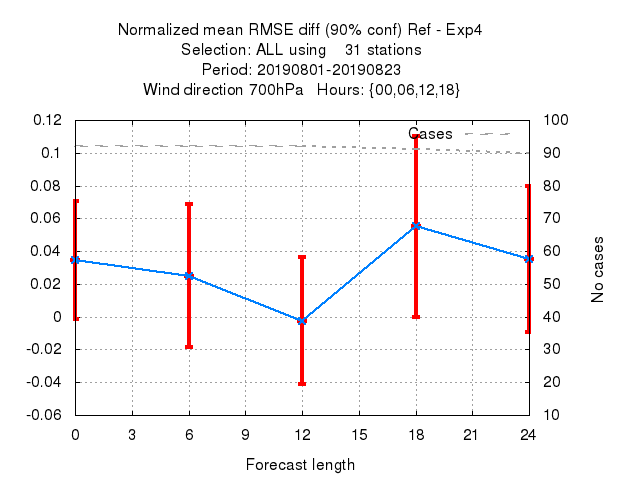 Normalized mean RMSE diff (90% conf) Ref - Exp4
Selection: ALL using    31 stations
Period: 20190801-20190823
Wind direction 700hPa   Hours: {00,06,12,18}
0.12
0.1
0.08
0.06
0.04
0.02
0
-0.02
-0.04
-0.06
Cases
100
90
80
70
60
50
40
30
20
10
No cases
0 3 6 9 12 15 18 21 24
Forecast length